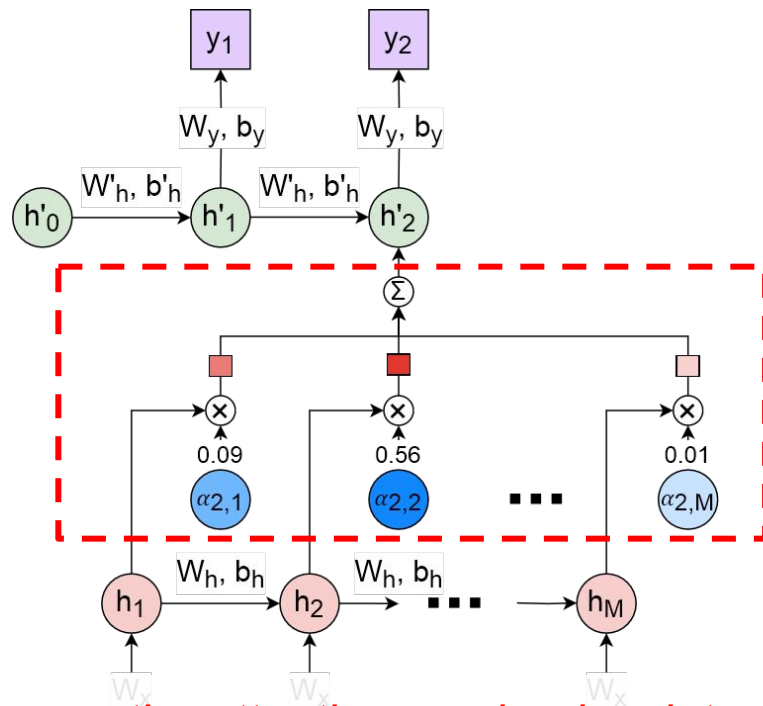 y1 y2
Wy, by Wy, by
W'h, b'h W'h, b'h
h'0 h'1 h'2
Σ
× × ×
0.09 0.56 0.01
α2,1 α2,2 ... α2,M
Wh, bh Wh, bh
h1 h2 ... hM
Wx Wx Wx